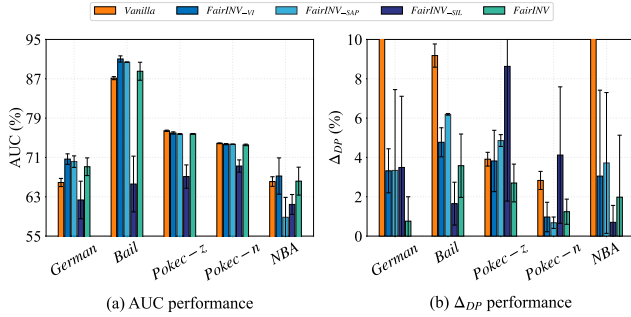 Vanilla FairINV_VI FairINV_SAP FairINV_SIL FairINV
95
87
79
71
63
55
AUC (%)
German Bail Pokec−z Pokec−n NBA
(a) AUC performance
10
8
6
4
2
0
Δ_DP (%)
German Bail Pokec−z Pokec−n NBA
(b) Δ_DP performance